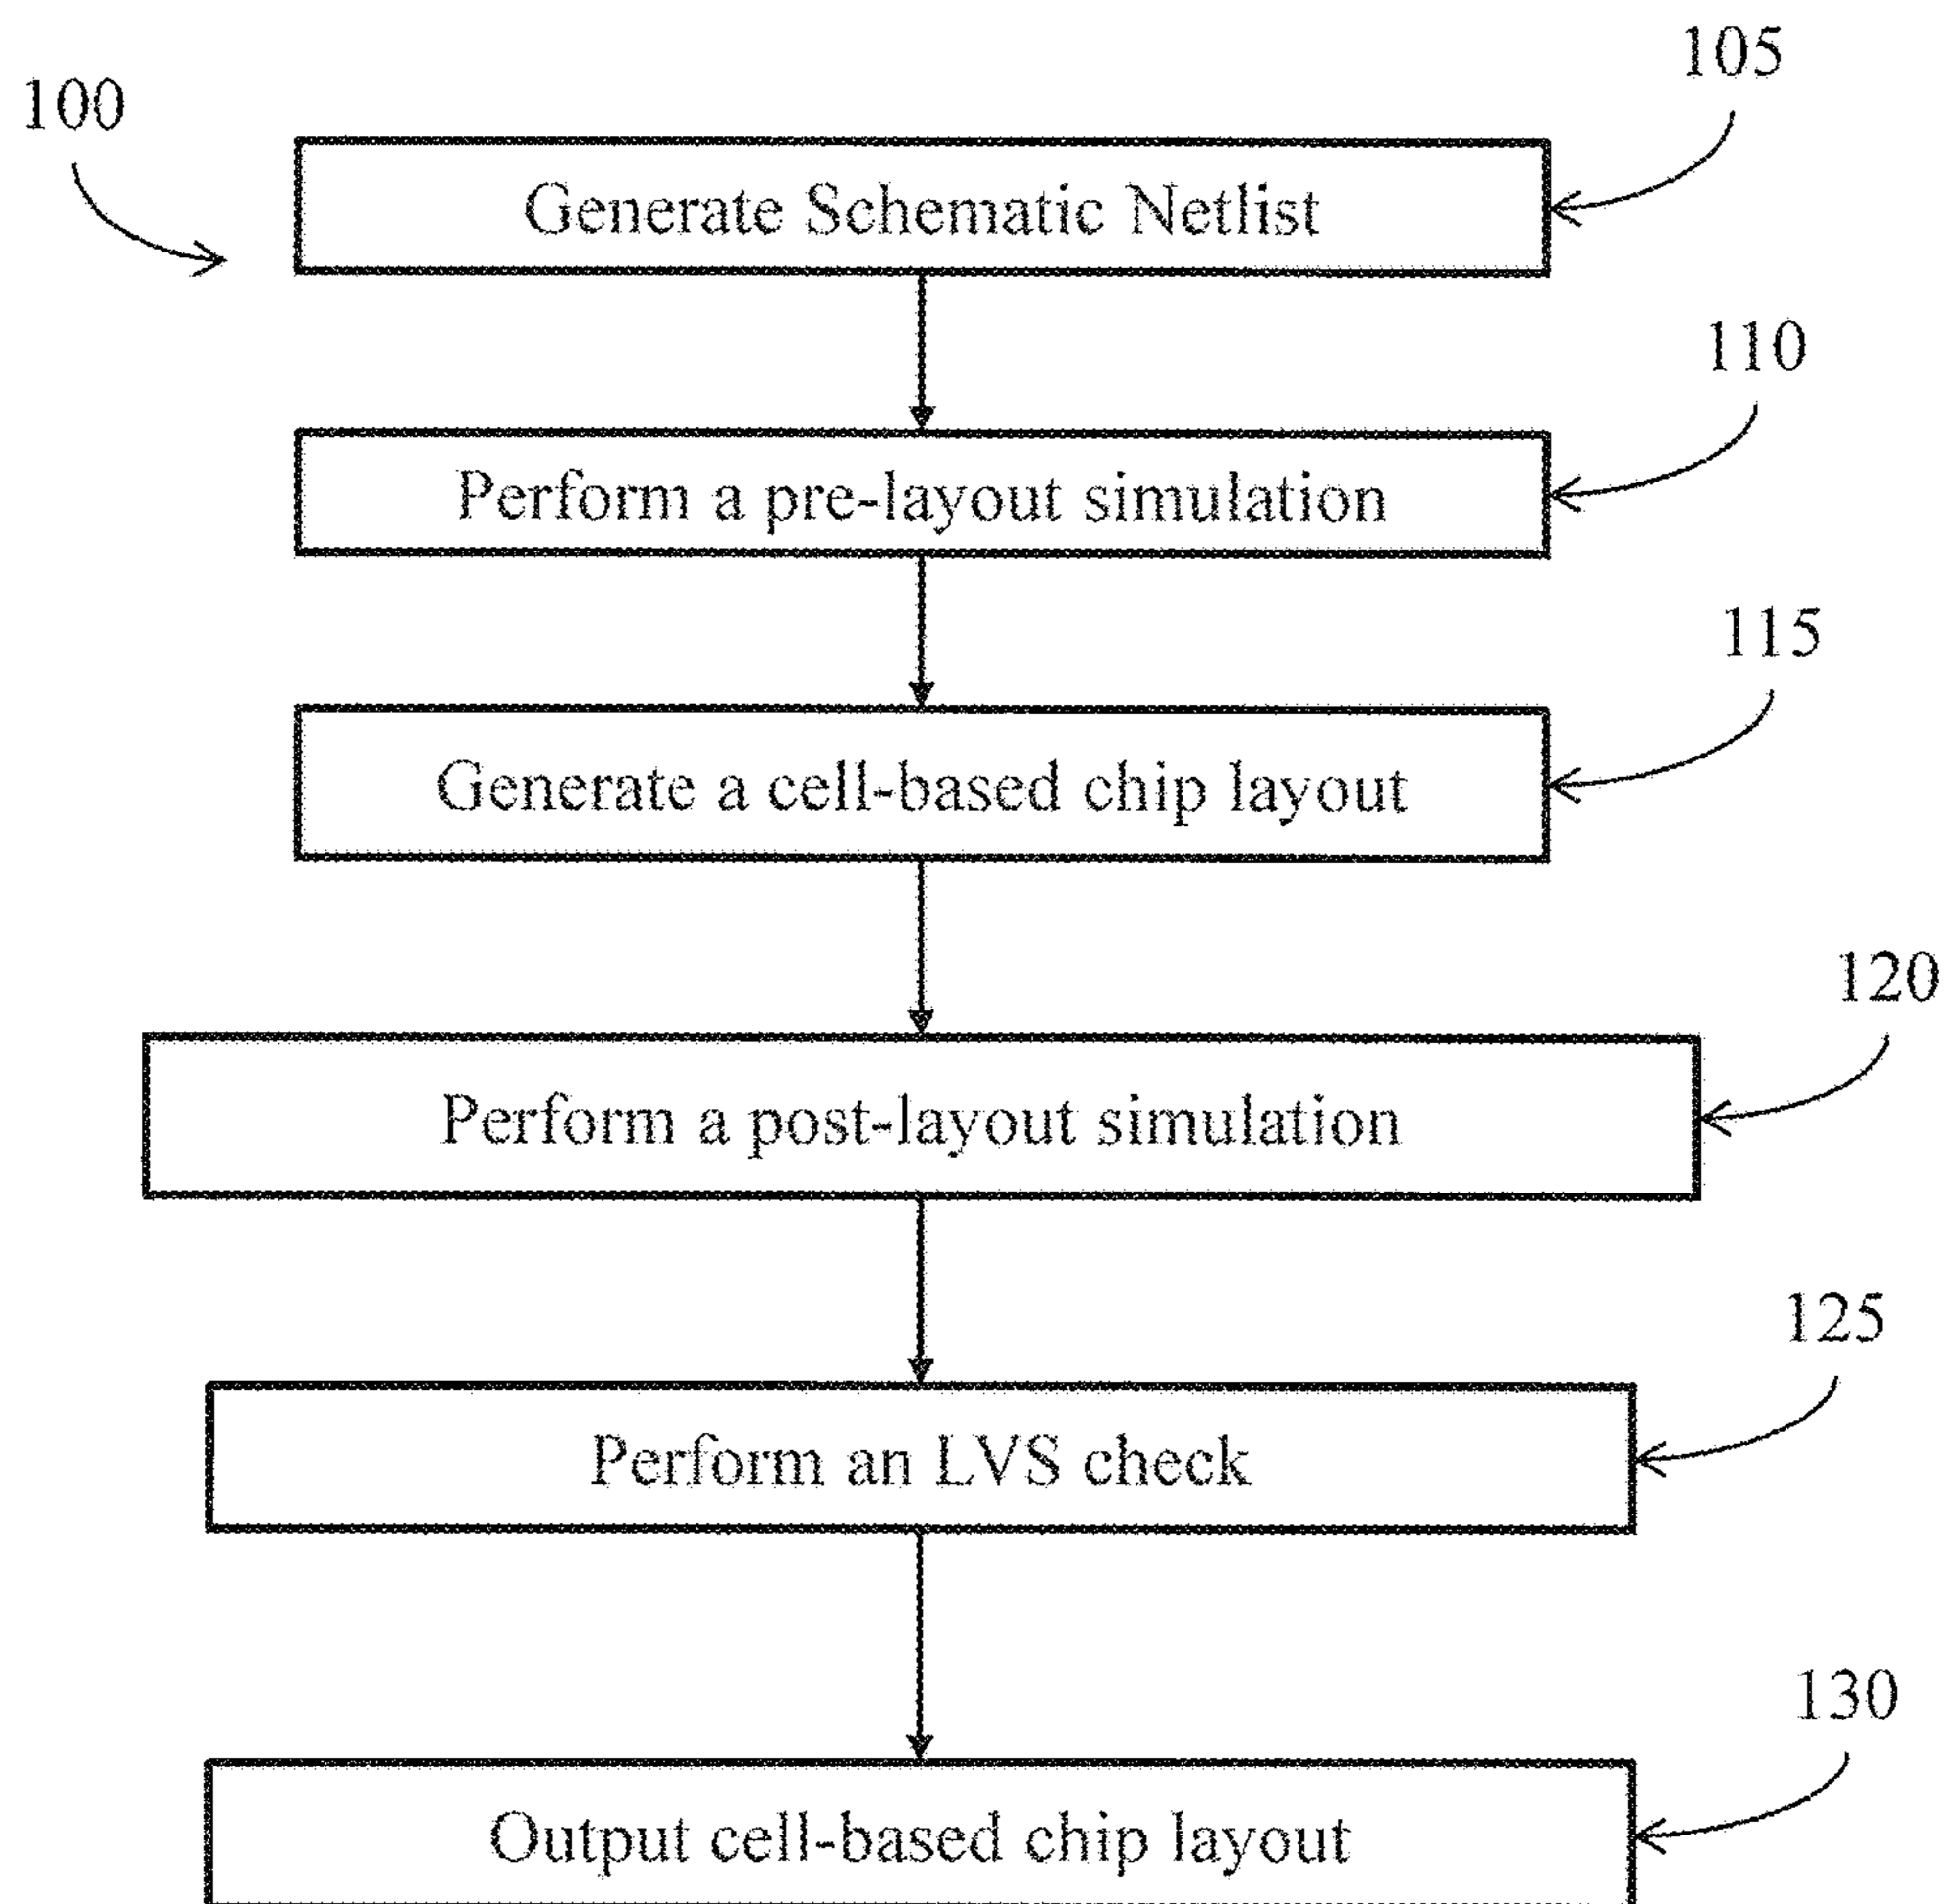 105
100
Generate Schematic Netlist
110
Perform a pre-layout simulation
115
Generate a cell-based chip layout
120
Perform a post-layout simulation
125
Perform an LVS check
130
Output cell-based chip layout